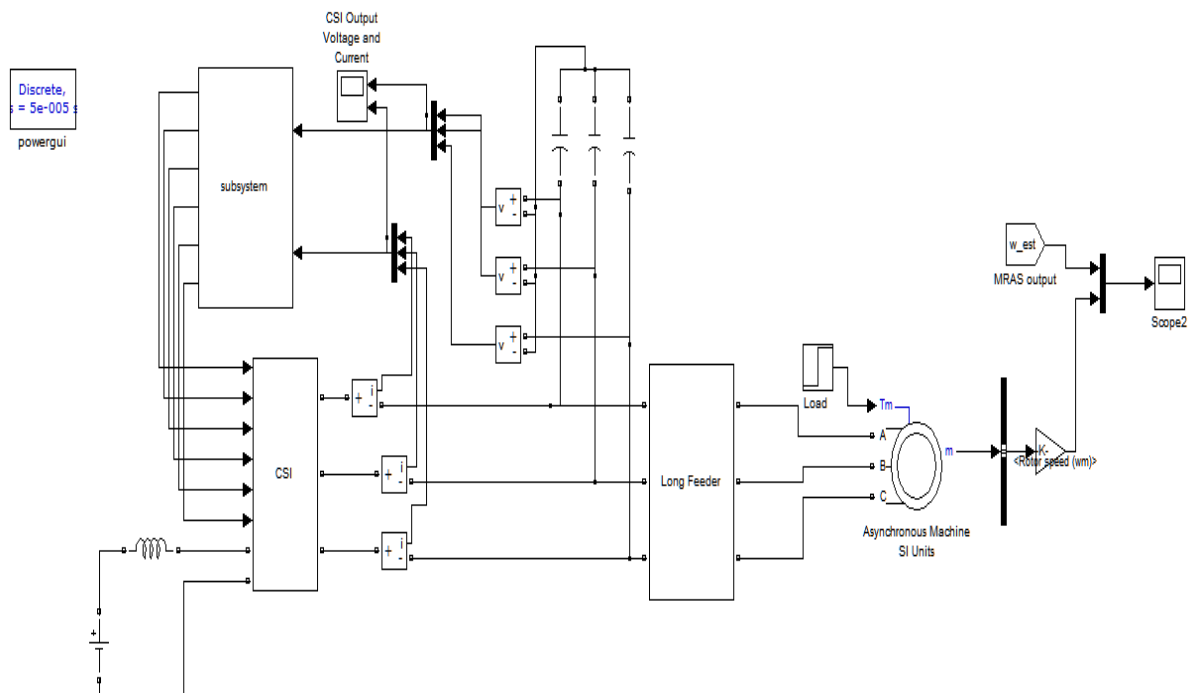 CSI Output
Voltage and
Current
Discrete,
s = 5e-005 s
powergui
subsystem
+
-
v
+
-
v
+
-
v
w_est
MRAS output
Scope2
CSI
+
i
-
+
i
-
+
i
-
Long Feeder
Load
Tm
A
B
C
m
Asynchronous Machine
SI Units
K-
<Rotor speed (wm)>
+